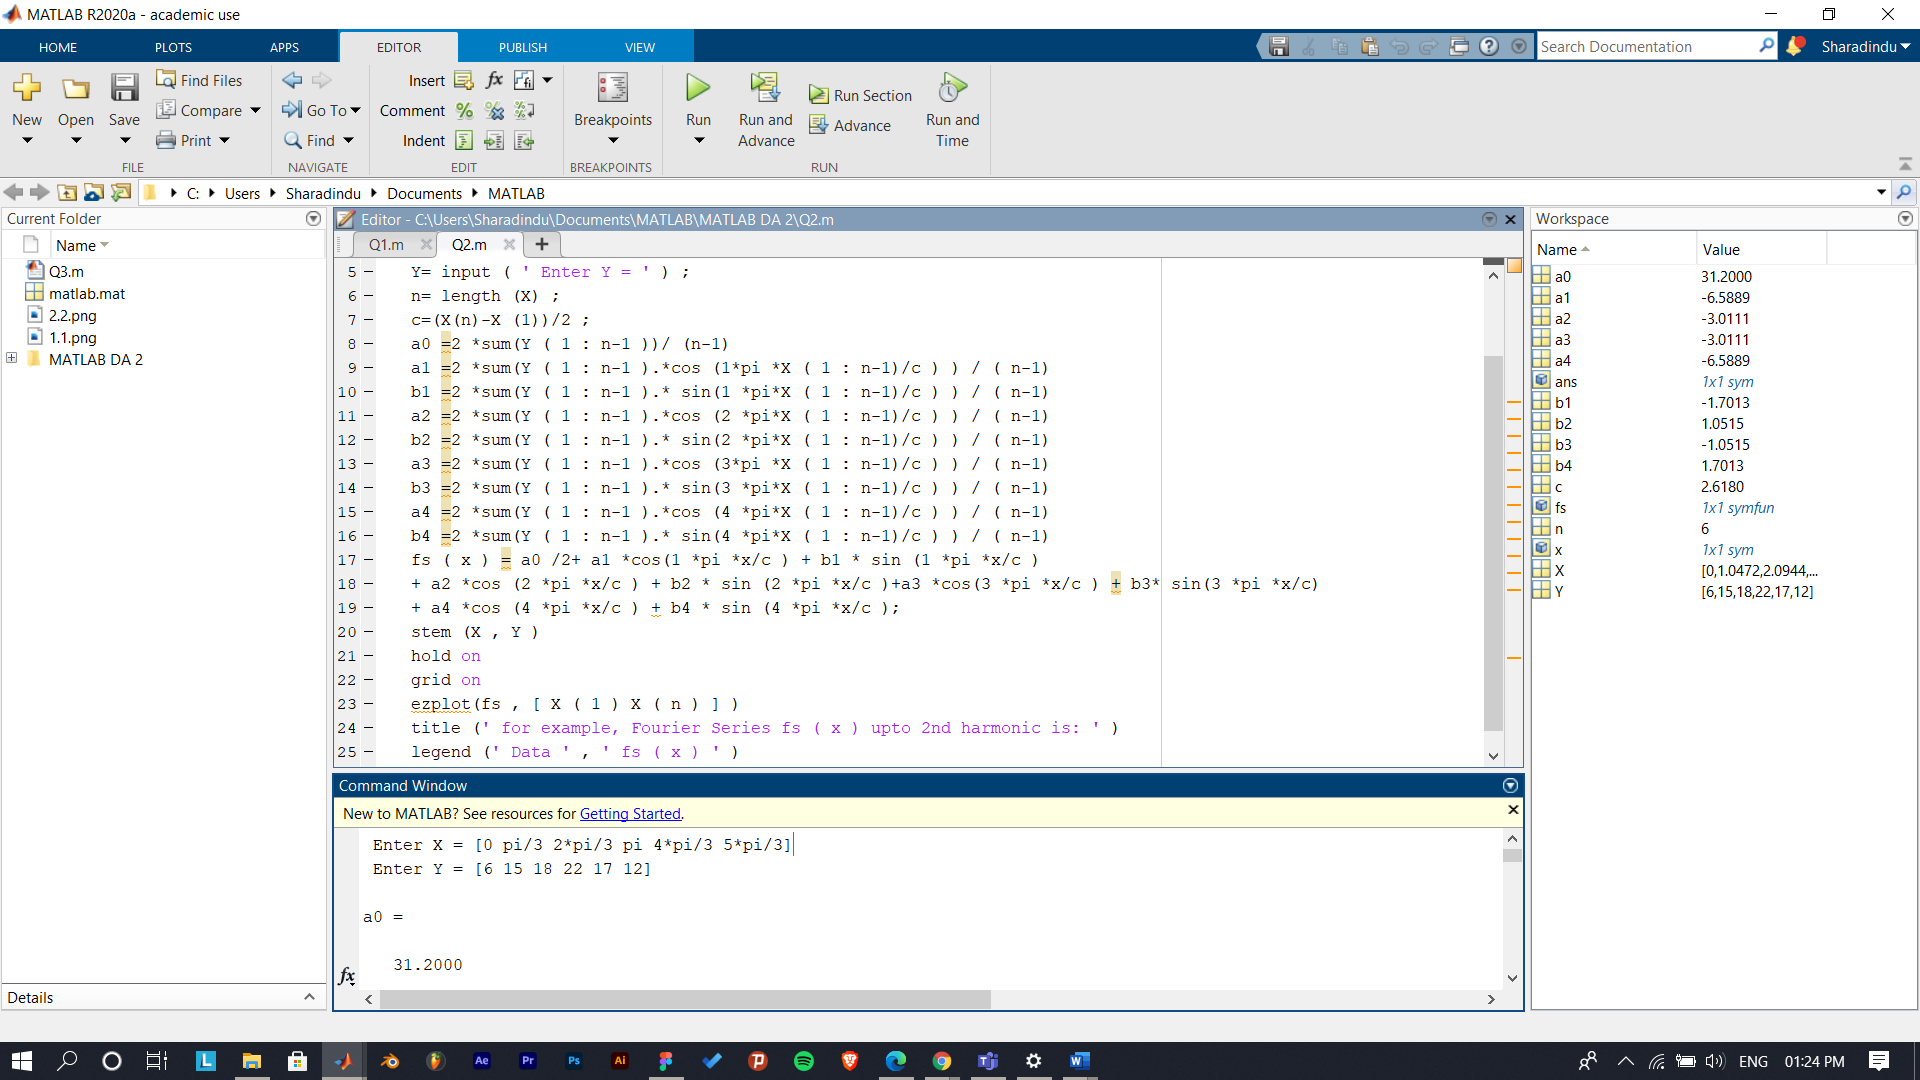 MATLAB R2020a - academic use
HOME PLOTS APPS EDITOR PUBLISH VIEW
Search Documentation
Sharadindu
New
Open
Save
Find Files
Compare
Print
FILE
Go To
Find
NAVIGATE
Insert fx
Comment
Indent
EDIT
Breakpoints
BREAKPOINTS
Run
Run and Advance
Run Section
Advance
Run and Time
RUN
C: Users Sharadindu Documents MATLAB
Current Folder
Name
Q3.m
matlab.mat
2.2.png
1.1.png
MATLAB DA 2
Details
Editor - C:\Users\Sharadindu\Documents\MATLAB\MATLAB DA 2\Q2.m
Q1.m Q2.m
5 - Y= input ( ' Enter Y = ' ) ;
6 - n= length (X) ;
7 - c=(X(n)-X (1))/2 ;
8 - a0 =2 *sum(Y ( 1 : n-1 ))/ (n-1)
9 - a1 =2 *sum(Y ( 1 : n-1 ).*cos (1*pi *X ( 1 : n-1)/c ) ) / ( n-1)
10 - b1 =2 *sum(Y ( 1 : n-1 ).* sin(1 *pi*X ( 1 : n-1)/c ) ) / ( n-1)
11 - a2 =2 *sum(Y ( 1 : n-1 ).*cos (2 *pi*X ( 1 : n-1)/c ) ) / ( n-1)
12 - b2 =2 *sum(Y ( 1 : n-1 ).* sin(2 *pi*X ( 1 : n-1)/c ) ) / ( n-1)
13 - a3 =2 *sum(Y ( 1 : n-1 ).*cos (3*pi *X ( 1 : n-1)/c ) ) / ( n-1)
14 - b3 =2 *sum(Y ( 1 : n-1 ).* sin(3 *pi*X ( 1 : n-1)/c ) ) / ( n-1)
15 - a4 =2 *sum(Y ( 1 : n-1 ).*cos (4 *pi*X ( 1 : n-1)/c ) ) / ( n-1)
16 - b4 =2 *sum(Y ( 1 : n-1 ).* sin(4 *pi*X ( 1 : n-1)/c ) ) / ( n-1)
17 - fs ( x ) = a0 /2+ a1 *cos(1 *pi *x/c ) + b1 * sin (1 *pi *x/c )
18 - + a2 *cos (2 *pi *x/c ) + b2 * sin (2 *pi *x/c )+a3 *cos(3 *pi *x/c ) + b3* sin(3 *pi *x/c)
19 - + a4 *cos (4 *pi *x/c ) + b4 * sin (4 *pi *x/c );
20 - stem (X , Y )
21 - hold on
22 - grid on
23 - ezplot(fs , [ X ( 1 ) X ( n ) ] )
24 - title (' for example, Fourier Series fs ( x ) upto 2nd harmonic is: ' )
25 - legend (' Data ' , ' fs ( x ) ' )
Command Window
New to MATLAB? See resources for Getting Started.
Enter X = [0 pi/3 2*pi/3 pi 4*pi/3 5*pi/3]
Enter Y = [6 15 18 22 17 12]
a0 =
31.2000
fx
Workspace
Name Value
a0 31.2000
a1 -6.5889
a2 -3.0111
a3 -3.0111
a4 -6.5889
ans 1x1 sym
b1 -1.7013
b2 1.0515
b3 -1.0515
b4 1.7013
c 2.6180
fs 1x1 symfun
n 6
x 1x1 sym
X [0,1.0472,2.0944,...
Y [6,15,18,22,17,12]
L Ae Pr Ps Ai
ENG 01:24 PM